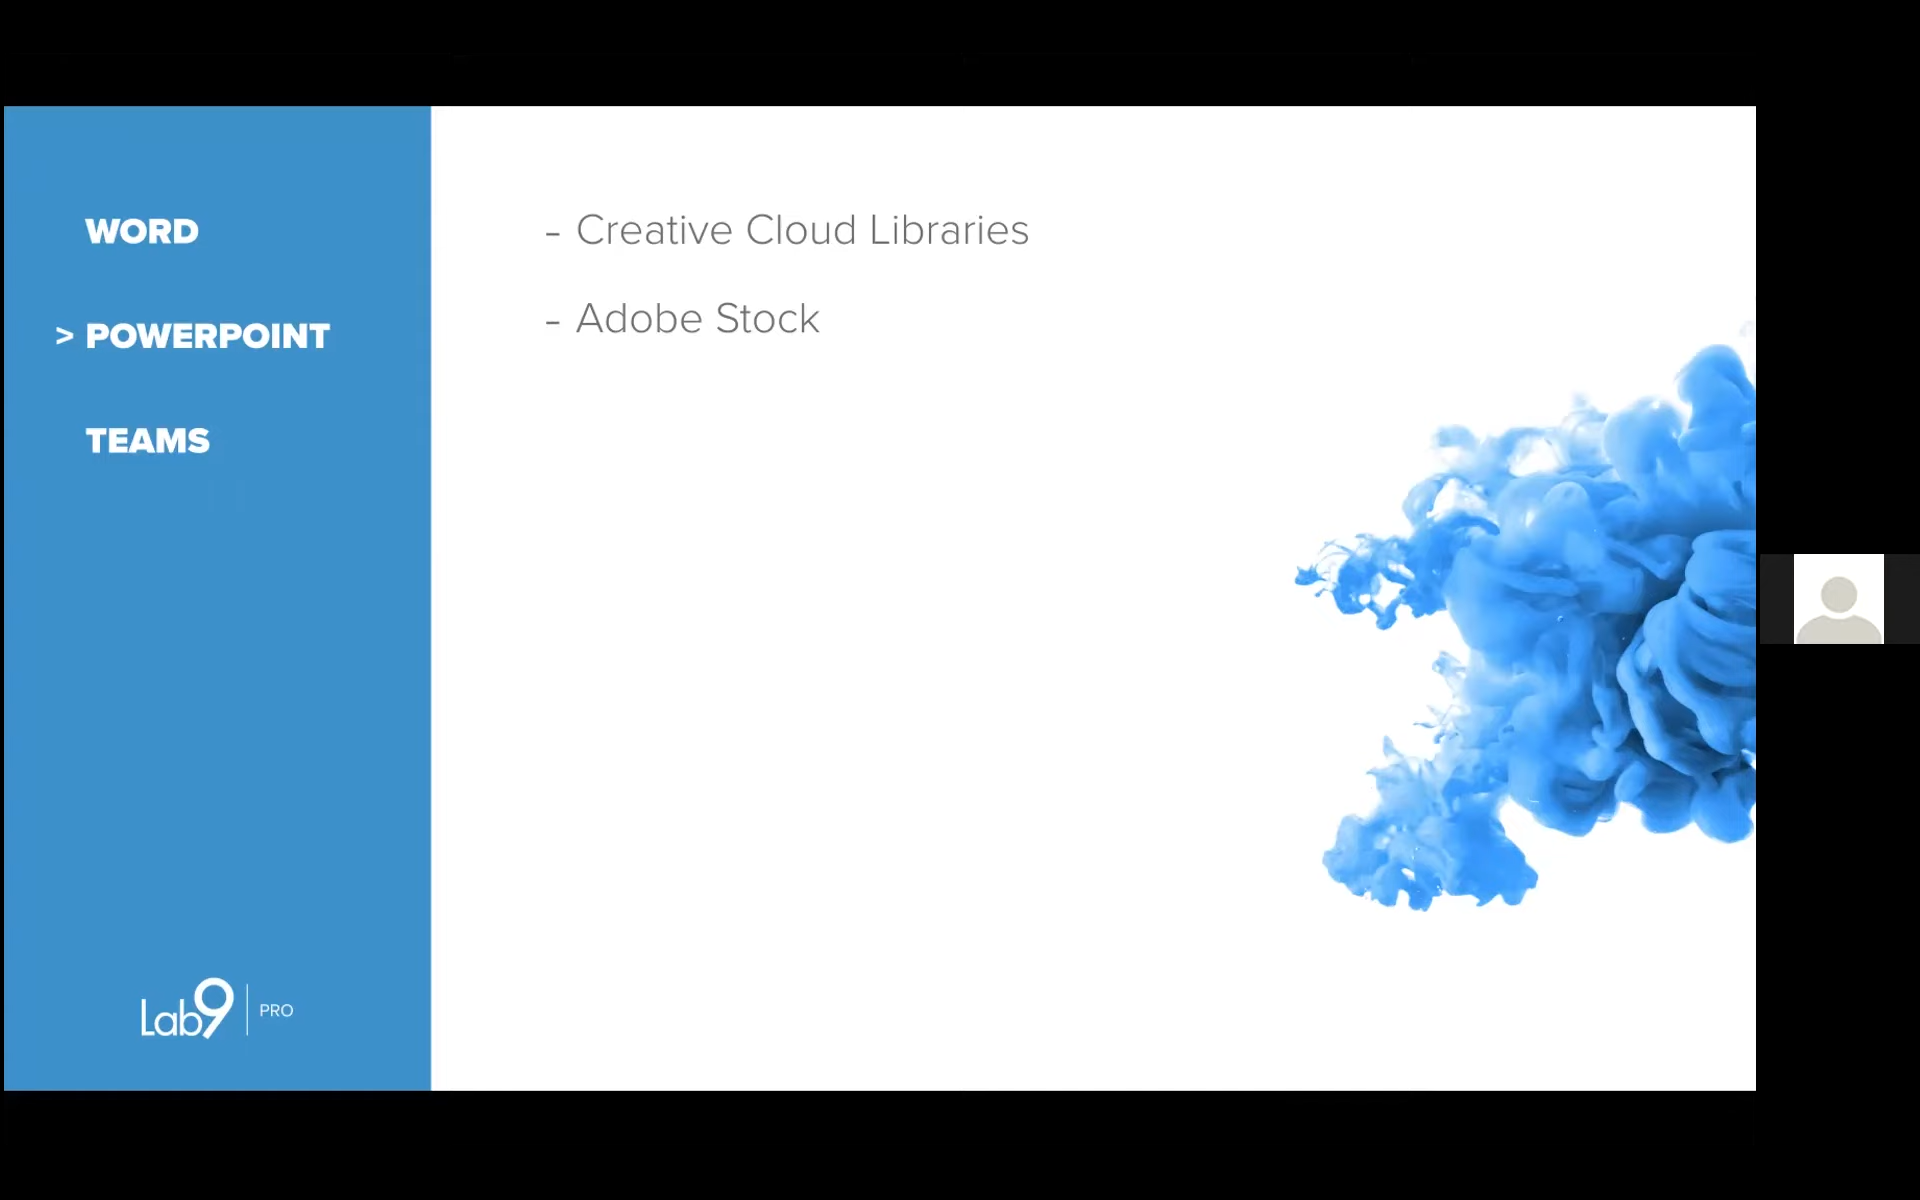 WORD
> POWERPOINT
TEAMS
- Creative Cloud Libraries
- Adobe Stock
Lab9 | PRO